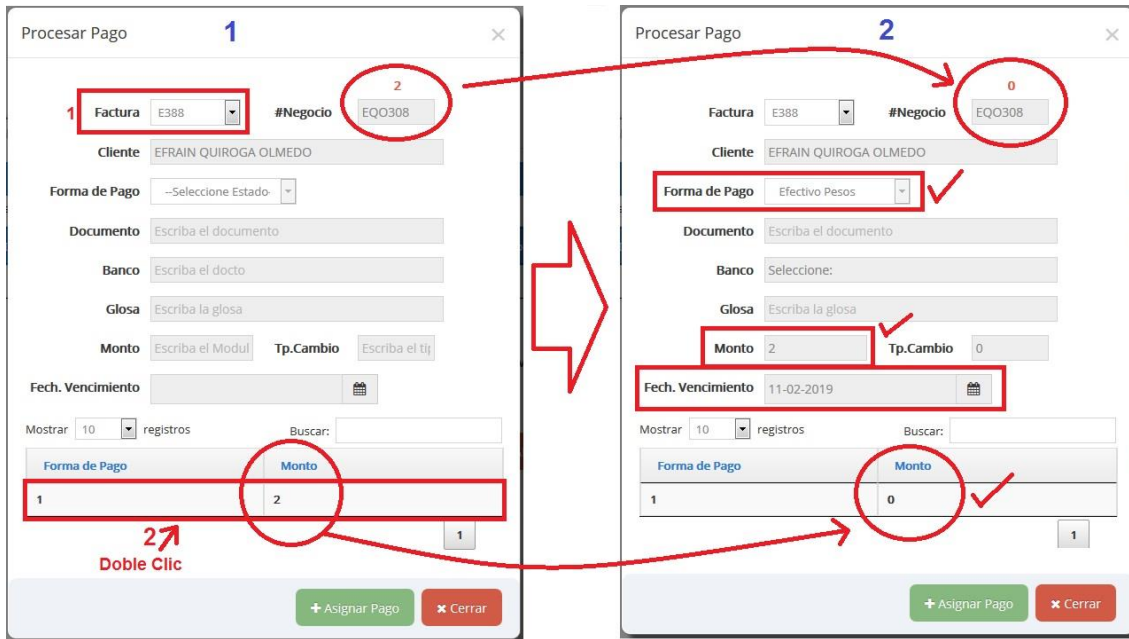 Procesar Pago 1 ×
2
1 Factura E388 #Negocio EQO308
Cliente EFRAIN QUIROGA OLMEDO
Forma de Pago --Seleccione Estado-
Documento Escriba el documento
Banco Escriba el docto
Glosa Escriba la glosa
Monto Escriba el Modul Tp.Cambio Escriba el tip
Fech. Vencimiento
Mostrar 10 registros Buscar:
Forma de Pago Monto
1 2
2 1
Doble Clic
+ Asignar Pago × Cerrar
Procesar Pago 2 ×
0
Factura E388 #Negocio EQO308
Cliente EFRAIN QUIROGA OLMEDO
Forma de Pago Efectivo Pesos
Documento Escriba el documento
Banco Seleccione:
Glosa Escriba la glosa
Monto 2 Tp.Cambio 0
Fech. Vencimiento 11-02-2019
Mostrar 10 registros Buscar:
Forma de Pago Monto
1 0
1
+ Asignar Pago × Cerrar